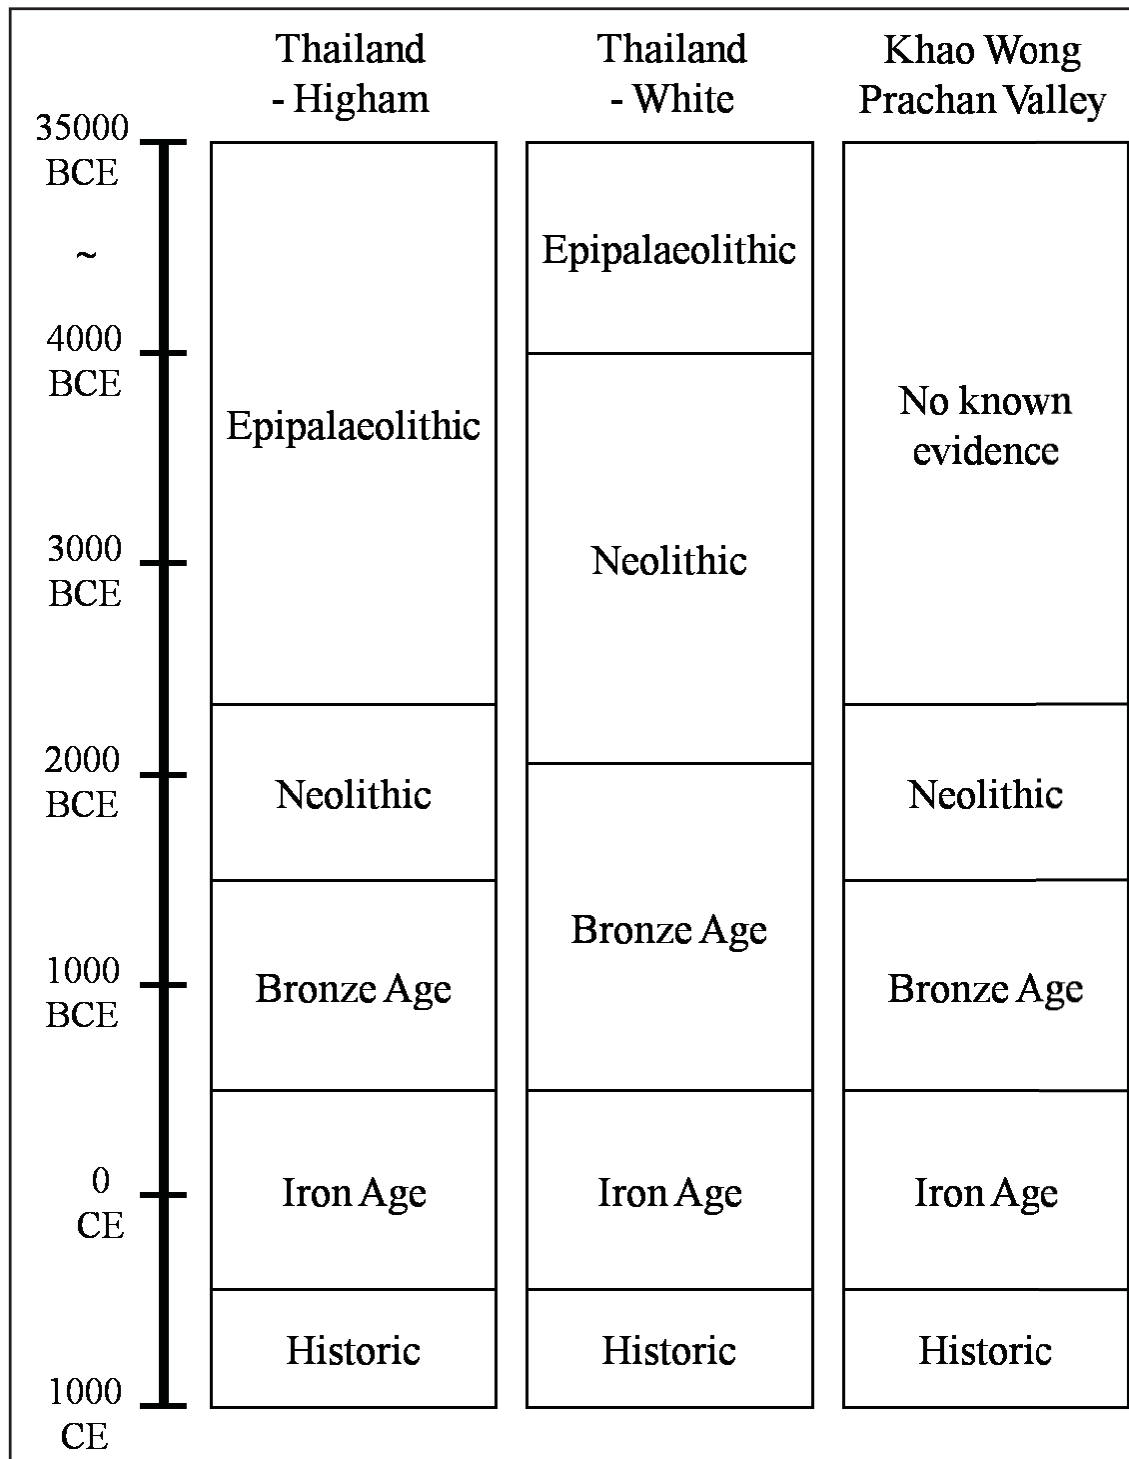 Thailand
- Higham
Thailand
- White
Khao Wong
Prachan Valley
35000
BCE
~
4000
BCE
3000
BCE
2000
BCE
1000
BCE
0
CE
1000
CE
Epipalaeolithic
Neolithic
Bronze Age
Iron Age
Historic
Epipalaeolithic
Neolithic
Bronze Age
Iron Age
Historic
No known
evidence
Neolithic
Bronze Age
Iron Age
Historic